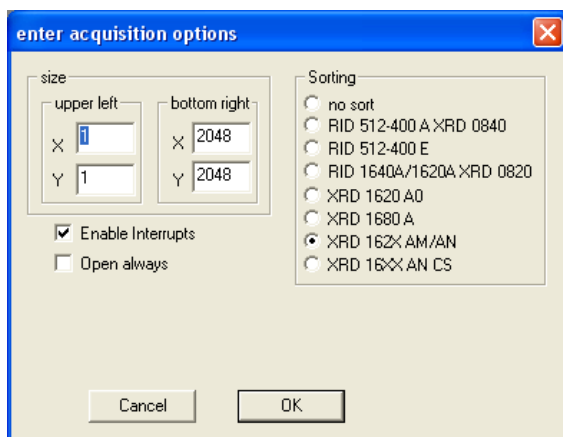 enter acquisition options
size
upper left
X 1
Y 1
bottom right
X 2048
Y 2048
Enable Interrupts
Open always
Sorting
no sort
RID 512-400 A XRD 0840
RID 512-400 E
RID 1640A/1620A XRD 0820
XRD 1620 A0
XRD 1680 A
XRD 162X AM/AN
XRD 16XX AN CS
Cancel
OK